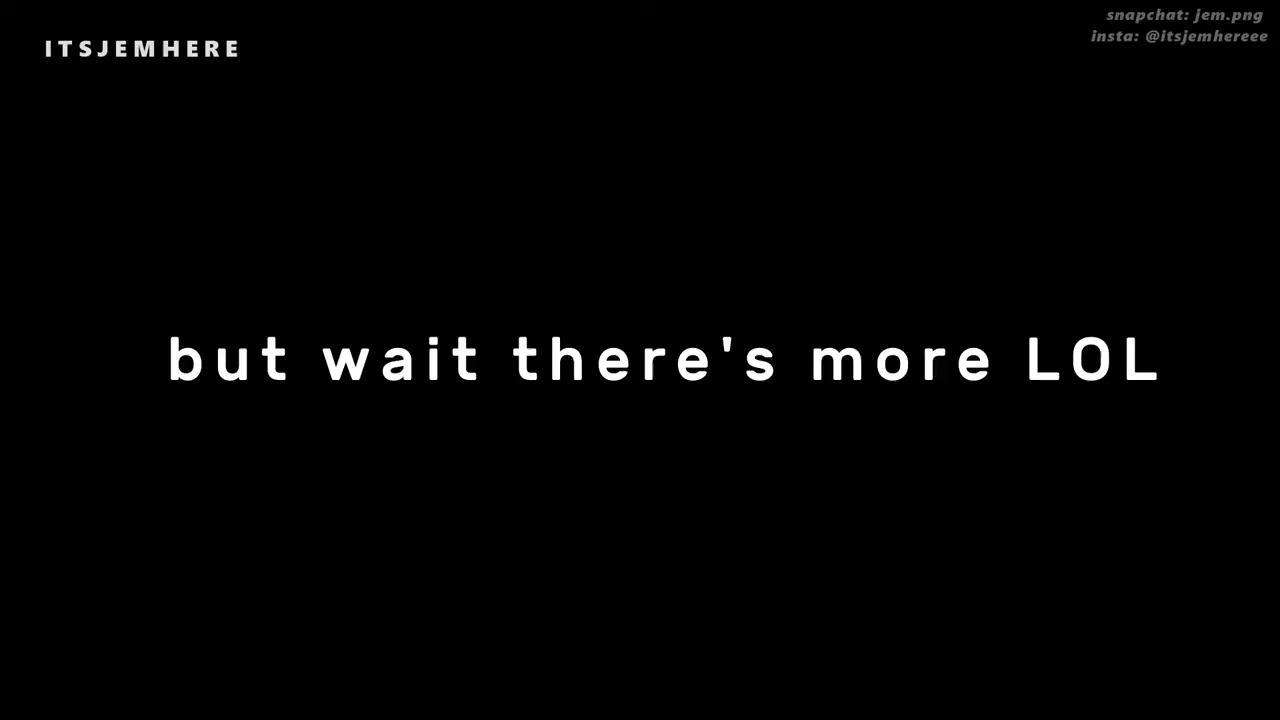 snapchat: jem.png
ITSJEMHERE
insta: @itsjemhereee
but wait there's more LOL